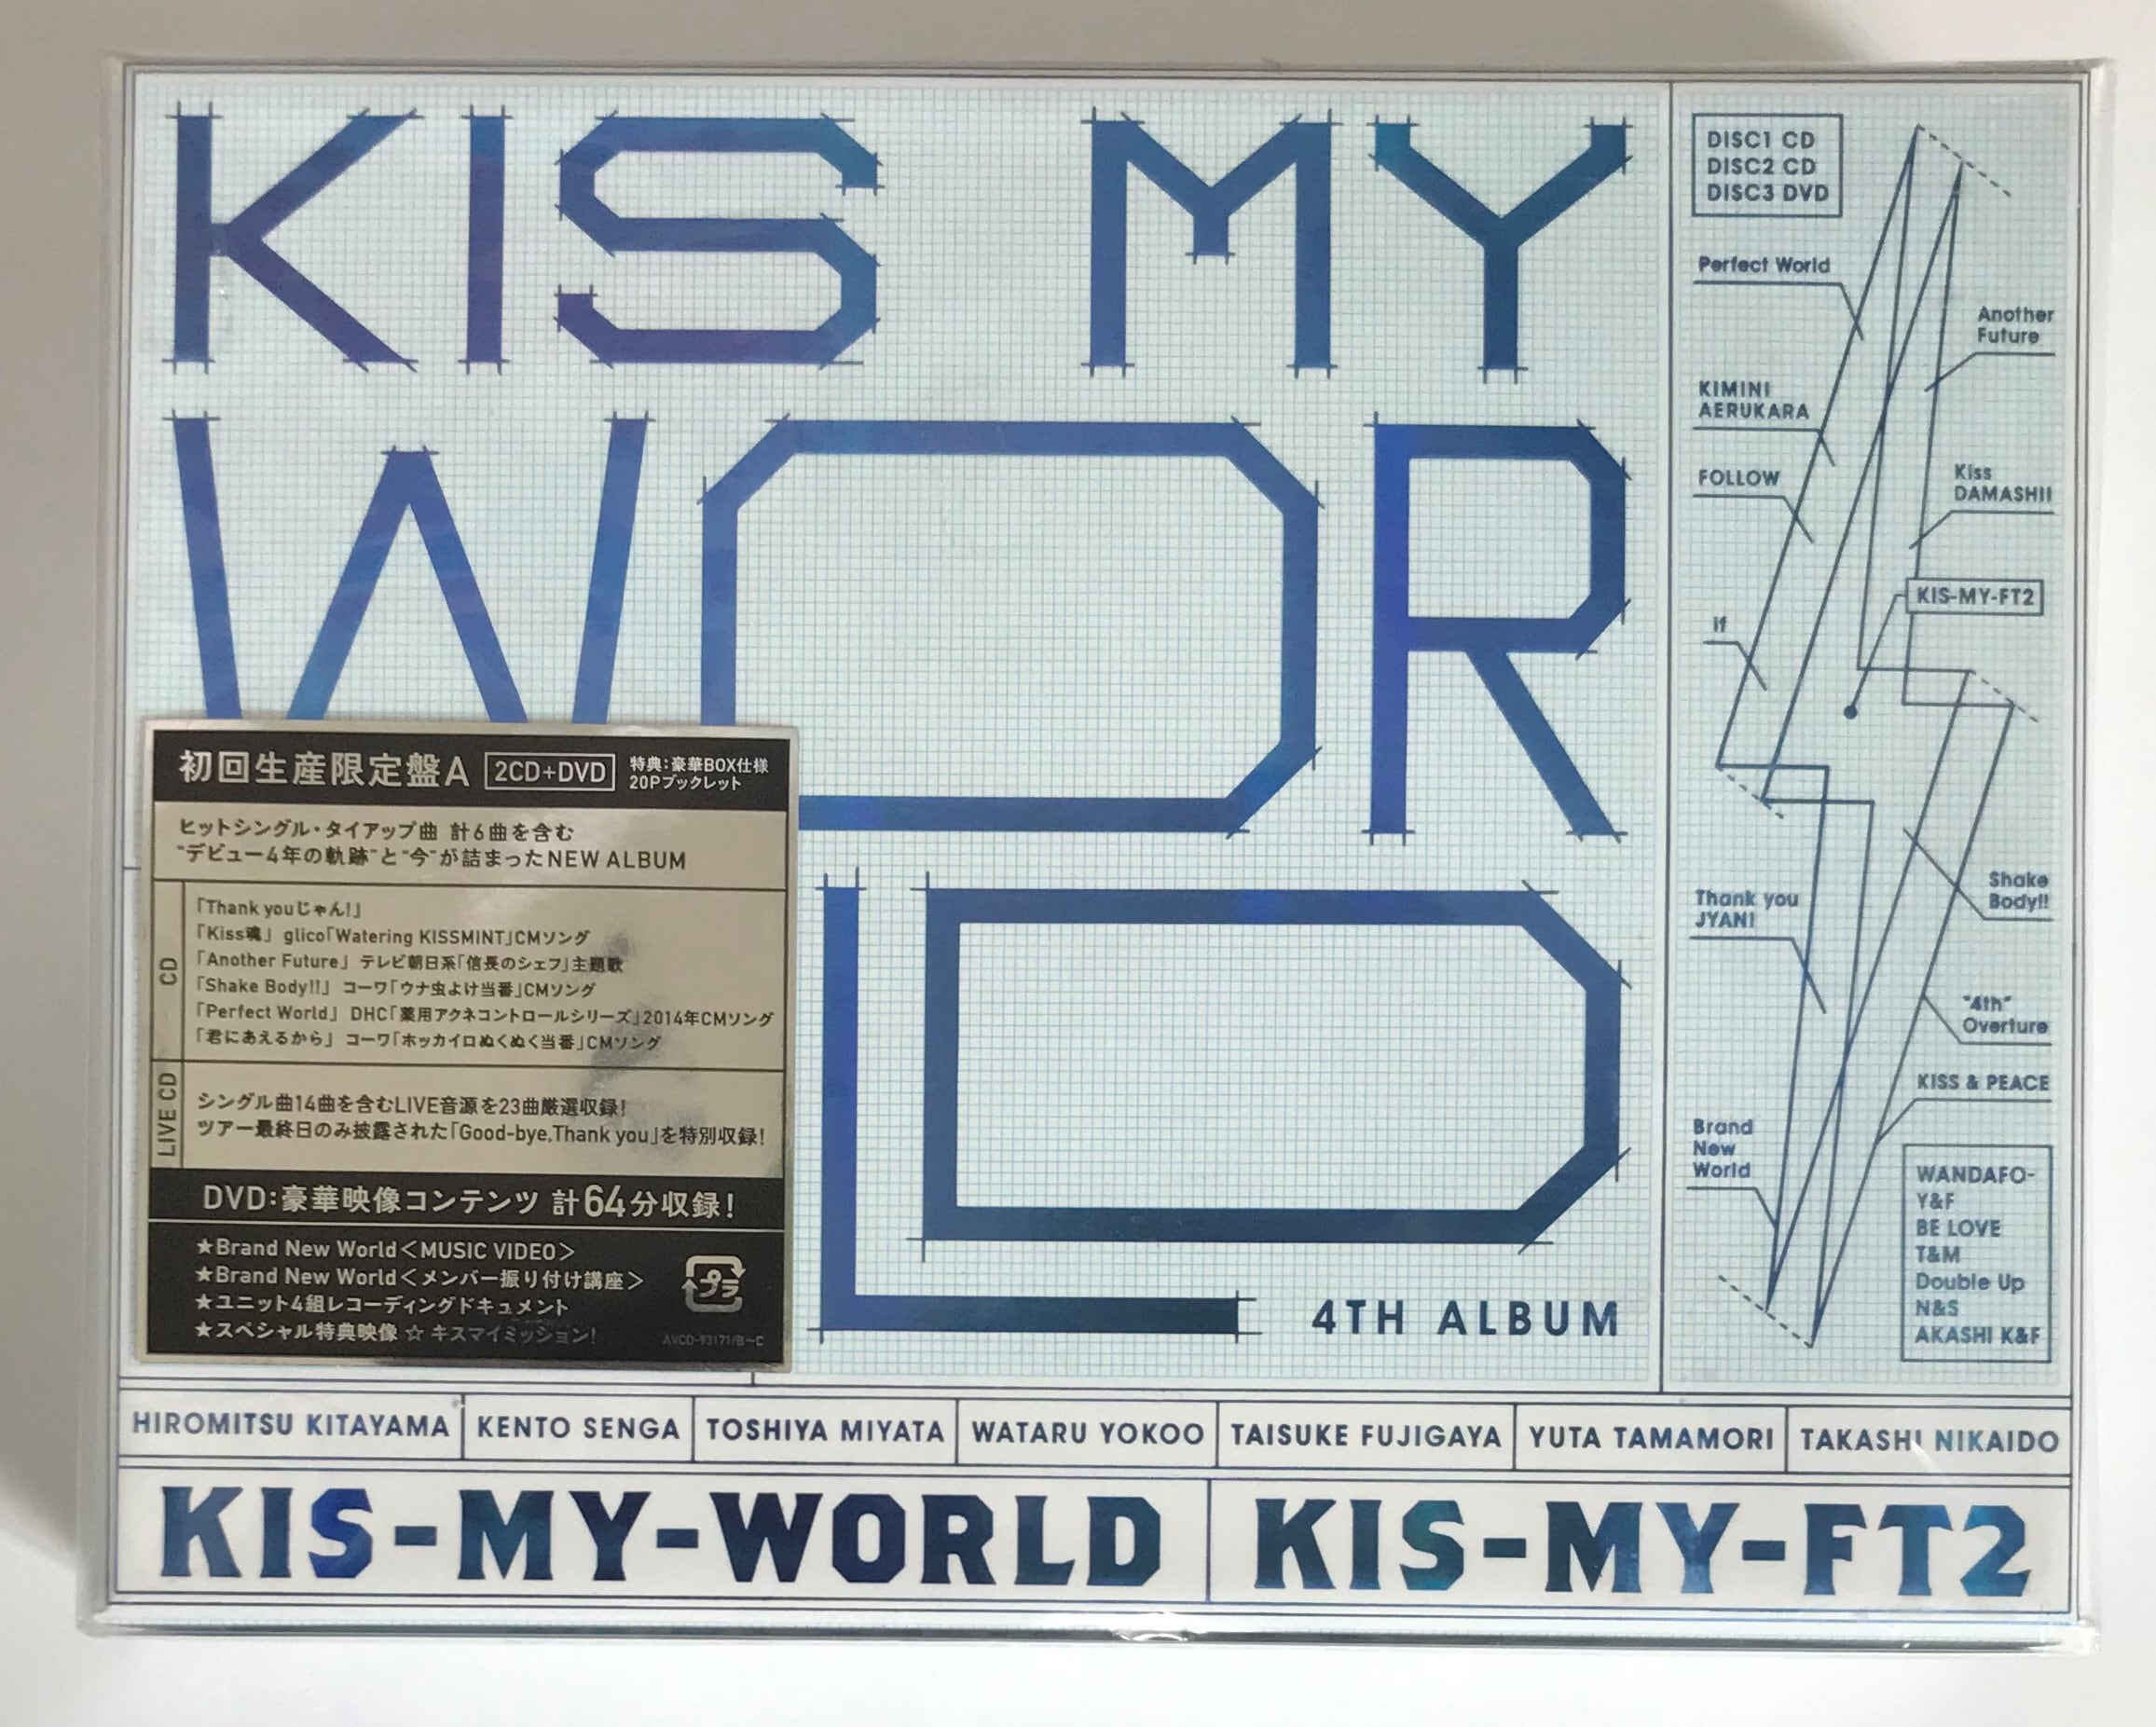 KIS MY
WOR
LD
4TH ALBUM
DISC1 CD
DISC2 CD
DISC3 DVD
Perfect World
Another
Future
KIMINI
AERUKARA
FOLLOW
Kiss
DAMASHII
KIS-MY-FT2
if
Thank you
JYAN!
Shake
Body!!
"4th"
Overture
KISS & PEACE
Brand
New
World
WANDAFO-
Y&F
BE LOVE
T&M
Double Up
N&S
AKASHI K&F
初回生産限定盤A 2CD+DVD 特典:豪華BOX仕様
20Pブックレット
ヒットシングル・タイアップ曲 計6曲を含む
"デビュー4年の軌跡"と"今"が詰まったNEW ALBUM
CD
「Thank youじゃん!」
「Kiss魂」 glico「Watering KISSMINT」CMソング
「Another Future」 テレビ朝日系「信長のシェフ」主題歌
「Shake Body!!」 コーワ「ウナ虫よけ当番」CMソング
「Perfect World」 DHC「薬用アクネコントロールシリーズ」2014年CMソング
「君にあえるから」 コーワ「ホッカイロぬくぬく当番」CMソング
LIVE CD
シングル曲14曲を含むLIVE音源を23曲厳選収録!
ツアー最終日のみ披露された「Good-bye,Thank you」を特別収録!
DVD:豪華映像コンテンツ 計64分収録!
★Brand New World<MUSIC VIDEO>
★Brand New World<メンバー振り付け講座>
★ユニット4組レコーディングドキュメント
★スペシャル特典映像 ☆ キスマイミッション!
プラ
AVCD-93171/B~C
HIROMITSU KITAYAMA KENTO SENGA TOSHIYA MIYATA WATARU YOKOO TAISUKE FUJIGAYA YUTA TAMAMORI TAKASHI NIKAIDO
KIS-MY-WORLD KIS-MY-FT2